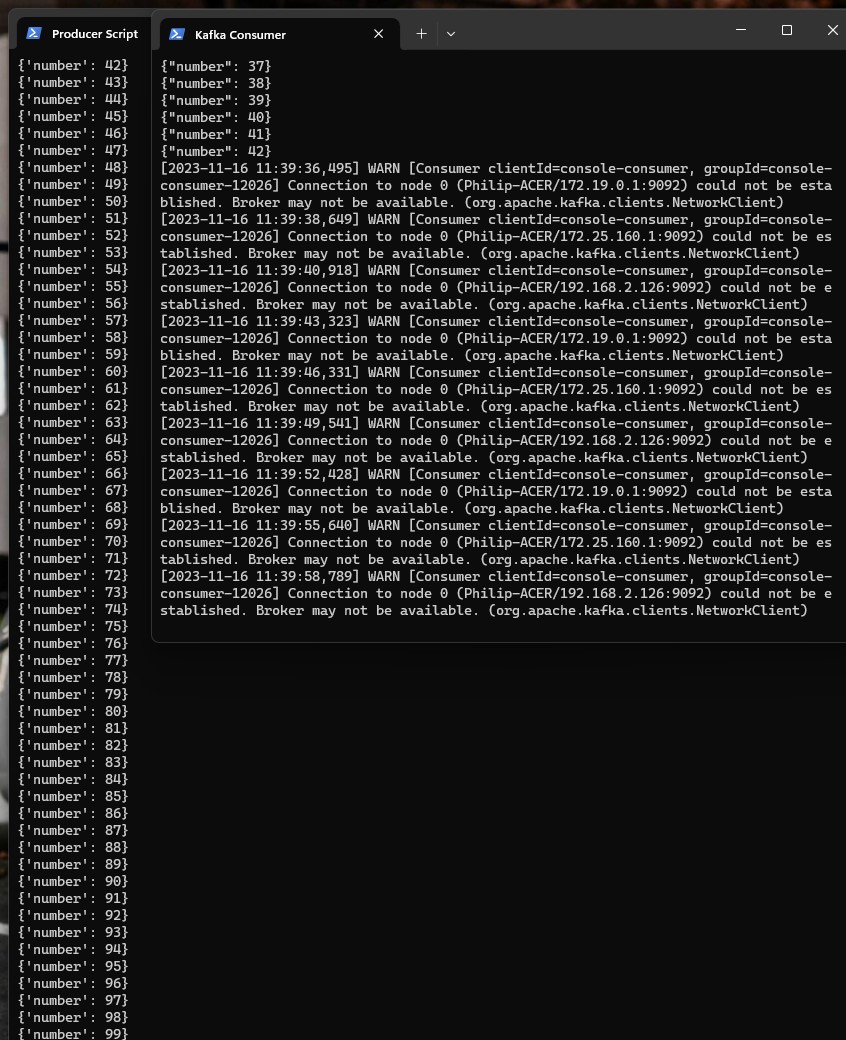 Producer Script
{'number': 42}
{'number': 43}
{'number': 44}
{'number': 45}
{'number': 46}
{'number': 47}
{'number': 48}
{'number': 49}
{'number': 50}
{'number': 51}
{'number': 52}
{'number': 53}
{'number': 54}
{'number': 55}
{'number': 56}
{'number': 57}
{'number': 58}
{'number': 59}
{'number': 60}
{'number': 61}
{'number': 62}
{'number': 63}
{'number': 64}
{'number': 65}
{'number': 66}
{'number': 67}
{'number': 68}
{'number': 69}
{'number': 70}
{'number': 71}
{'number': 72}
{'number': 73}
{'number': 74}
{'number': 75}
{'number': 76}
{'number': 77}
{'number': 78}
{'number': 79}
{'number': 80}
{'number': 81}
{'number': 82}
{'number': 83}
{'number': 84}
{'number': 85}
{'number': 86}
{'number': 87}
{'number': 88}
{'number': 89}
{'number': 90}
{'number': 91}
{'number': 92}
{'number': 93}
{'number': 94}
{'number': 95}
{'number': 96}
{'number': 97}
{'number': 98}
{'number': 99}
Kafka Consumer
{"number": 37}
{"number": 38}
{"number": 39}
{"number": 40}
{"number": 41}
{"number": 42}
[2023-11-16 11:39:36,495] WARN [Consumer clientId=console-consumer, groupId=console-
consumer-12026] Connection to node 0 (Philip-ACER/172.19.0.1:9092) could not be esta
blished. Broker may not be available. (org.apache.kafka.clients.NetworkClient)
[2023-11-16 11:39:38,649] WARN [Consumer clientId=console-consumer, groupId=console-
consumer-12026] Connection to node 0 (Philip-ACER/172.25.160.1:9092) could not be es
tablished. Broker may not be available. (org.apache.kafka.clients.NetworkClient)
[2023-11-16 11:39:40,918] WARN [Consumer clientId=console-consumer, groupId=console-
consumer-12026] Connection to node 0 (Philip-ACER/192.168.2.126:9092) could not be e
stablished. Broker may not be available. (org.apache.kafka.clients.NetworkClient)
[2023-11-16 11:39:43,323] WARN [Consumer clientId=console-consumer, groupId=console-
consumer-12026] Connection to node 0 (Philip-ACER/172.19.0.1:9092) could not be esta
blished. Broker may not be available. (org.apache.kafka.clients.NetworkClient)
[2023-11-16 11:39:46,331] WARN [Consumer clientId=console-consumer, groupId=console-
consumer-12026] Connection to node 0 (Philip-ACER/172.25.160.1:9092) could not be es
tablished. Broker may not be available. (org.apache.kafka.clients.NetworkClient)
[2023-11-16 11:39:49,541] WARN [Consumer clientId=console-consumer, groupId=console-
consumer-12026] Connection to node 0 (Philip-ACER/192.168.2.126:9092) could not be e
stablished. Broker may not be available. (org.apache.kafka.clients.NetworkClient)
[2023-11-16 11:39:52,428] WARN [Consumer clientId=console-consumer, groupId=console-
consumer-12026] Connection to node 0 (Philip-ACER/172.19.0.1:9092) could not be esta
blished. Broker may not be available. (org.apache.kafka.clients.NetworkClient)
[2023-11-16 11:39:55,640] WARN [Consumer clientId=console-consumer, groupId=console-
consumer-12026] Connection to node 0 (Philip-ACER/172.25.160.1:9092) could not be es
tablished. Broker may not be available. (org.apache.kafka.clients.NetworkClient)
[2023-11-16 11:39:58,789] WARN [Consumer clientId=console-consumer, groupId=console-
consumer-12026] Connection to node 0 (Philip-ACER/192.168.2.126:9092) could not be e
stablished. Broker may not be available. (org.apache.kafka.clients.NetworkClient)